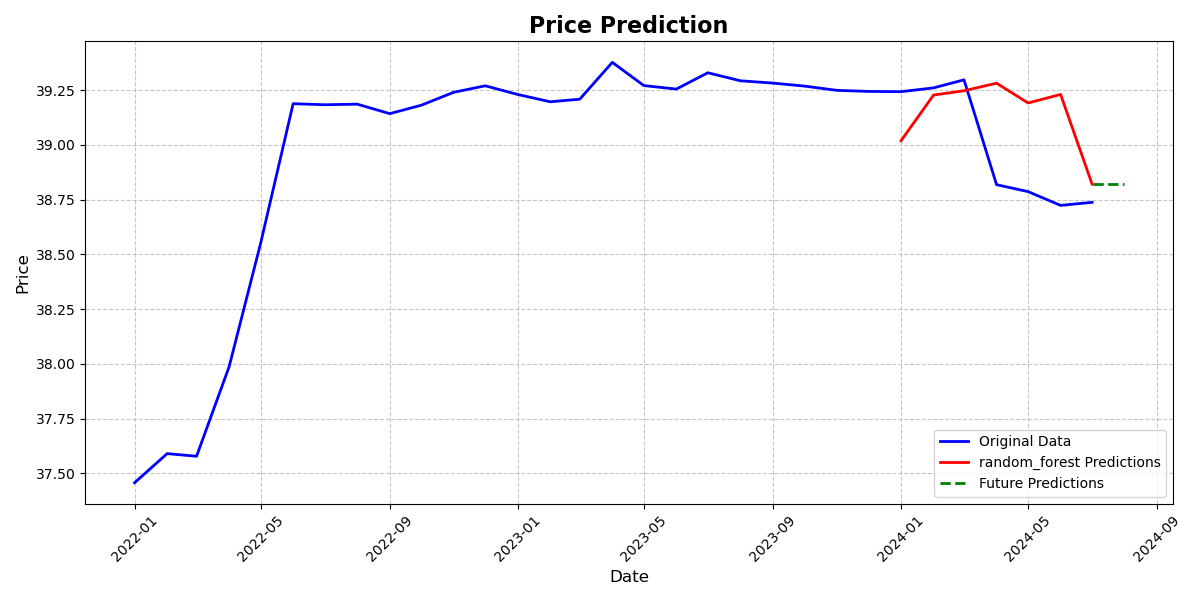 Price Prediction
39.25
39.00
38.75
38.50
38.25
38.00
37.75
37.50
Price
Original Data
random_forest Predictions
Future Predictions
2022-01
2022-05
2022-09
2023-01
2023-05
2023-09
2024-01
2024-05
2024-09
Date